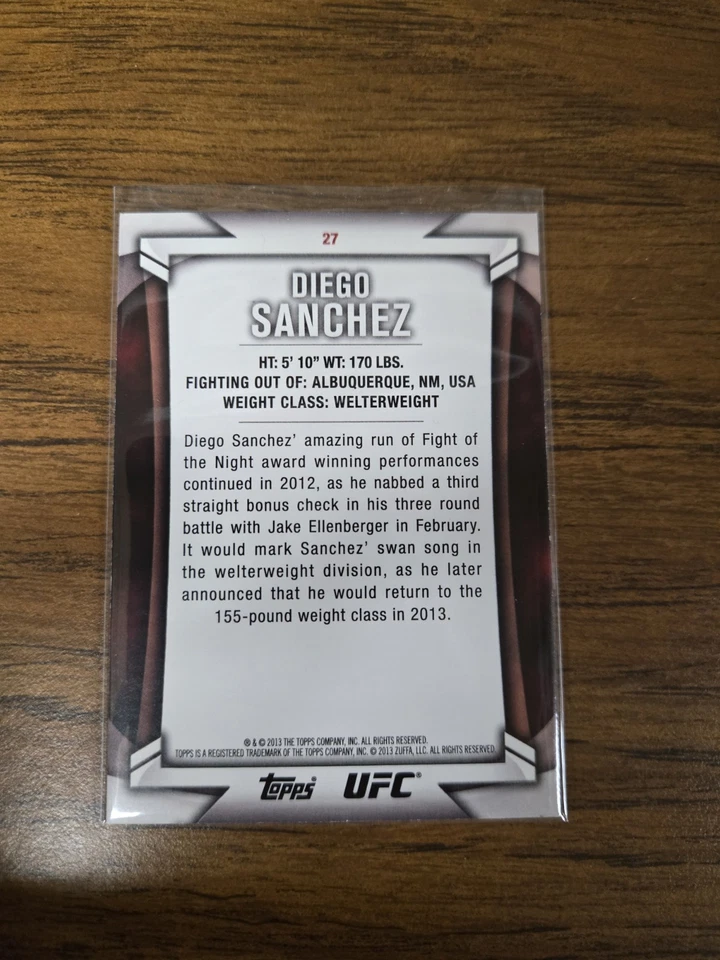 27
DIEGO
SANCHEZ
HT: 5' 10" WT: 170 LBS.
FIGHTING OUT OF: ALBUQUERQUE, NM, USA
WEIGHT CLASS: WELTERWEIGHT
Diego Sanchez' amazing run of Fight of
the Night award winning performances
continued in 2012, as he nabbed a third
straight bonus check in his three round
battle with Jake Ellenberger in February.
It would mark Sanchez' swan song in
the welterweight division, as he later
announced that he would return to the
155-pound weight class in 2013.
® & © 2013 THE TOPPS COMPANY, INC. ALL RIGHTS RESERVED.
TOPPS IS A REGISTERED TRADEMARK OF THE TOPPS COMPANY, INC. © 2013 ZUFFA, LLC. ALL RIGHTS RESERVED.
Topps® UFC®